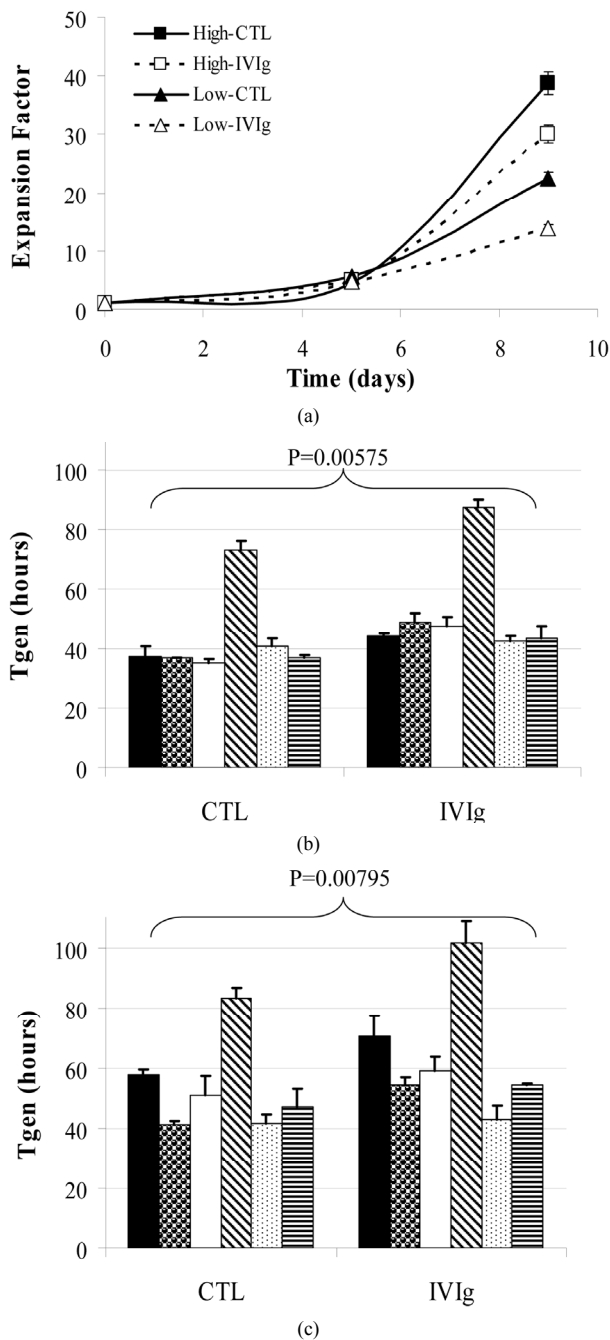 50
40
30
20
10
0
Expansion Factor
High-CTL
High-IVIg
Low-CTL
Low-IVIg
0 2 4 6 8 10
Time (days)
(a)
P=0.00575
100
80
60
40
20
0
Tgen (hours)
CTL IVIg
(b)
P=0.00795
100
80
60
40
20
0
Tgen (hours)
CTL IVIg
(c)